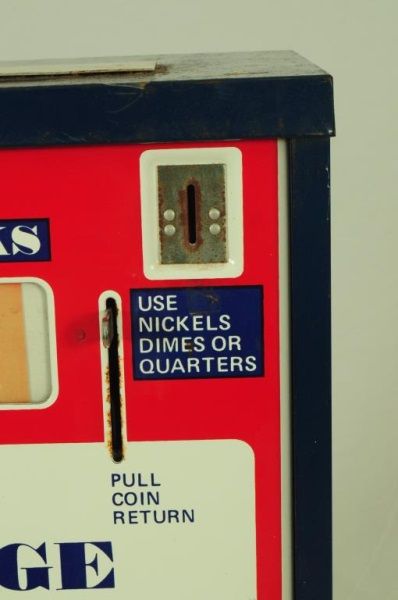 KS
USE
NICKELS
DIMES OR
QUARTERS
PULL
COIN
RETURN
GE